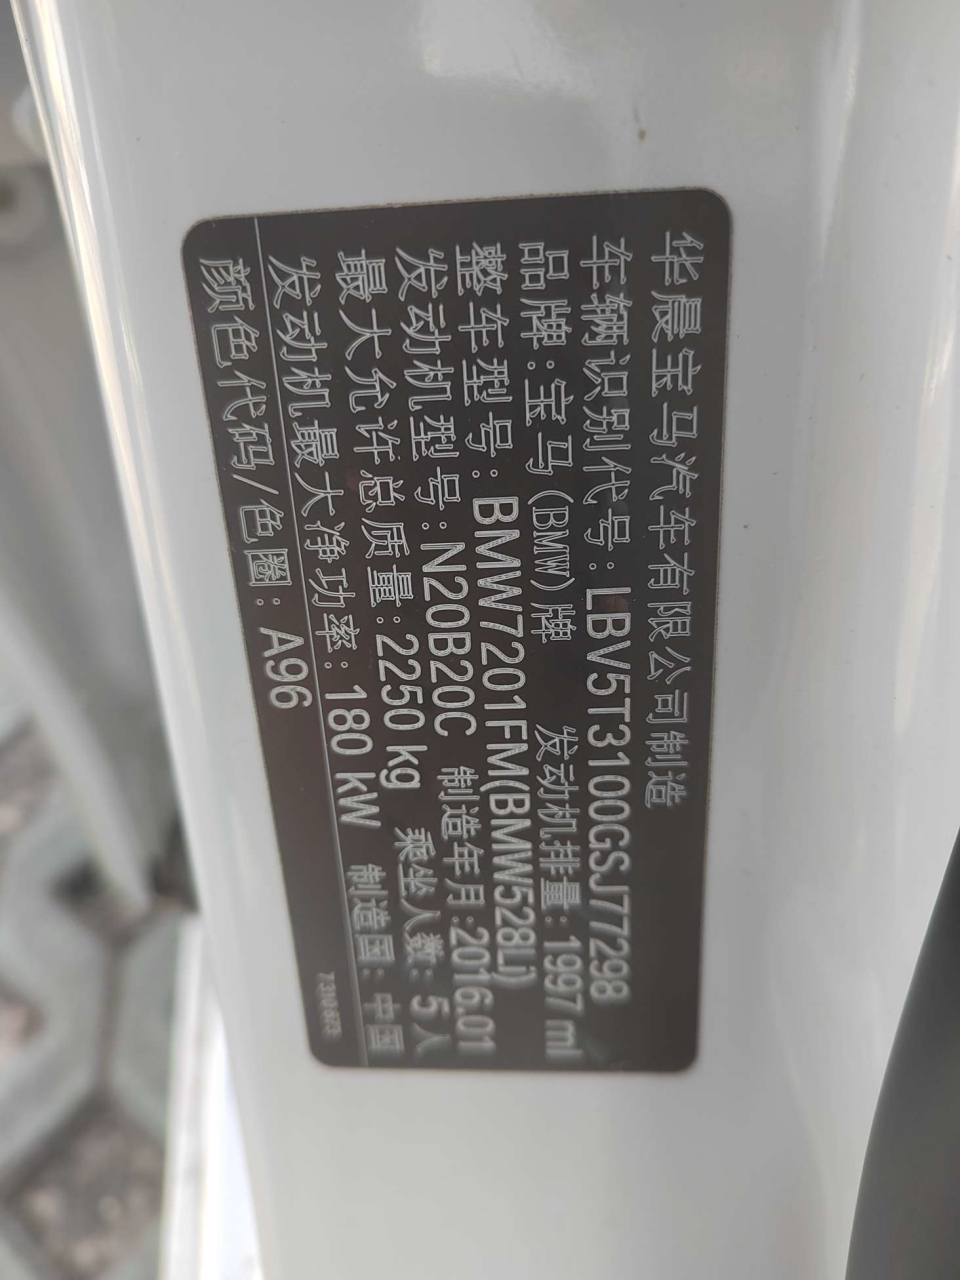 华晨宝马汽车有限公司制造
车辆识别代号:LBV5T3100GSJ77298
品牌:宝马(BMW)牌 发动机排量:1997 ml
整车型号:BMW7201FM(BMW528Li)
发动机型号:N20B20C 制造年月:2016.01
最大允许总质量:2250 kg 乘坐人数:5人
发动机最大净功率:180 kW 制造国:中国
颜色代码/色圈:A96